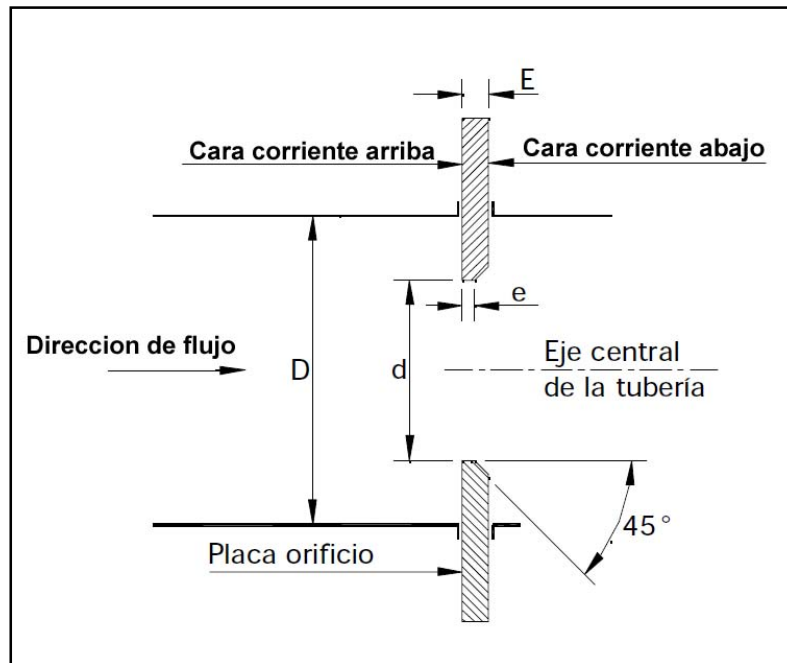 E
Cara corriente arriba
Cara corriente abajo
e
Direccion de flujo
D
d
Eje central
de la tubería
45°
Placa orificio